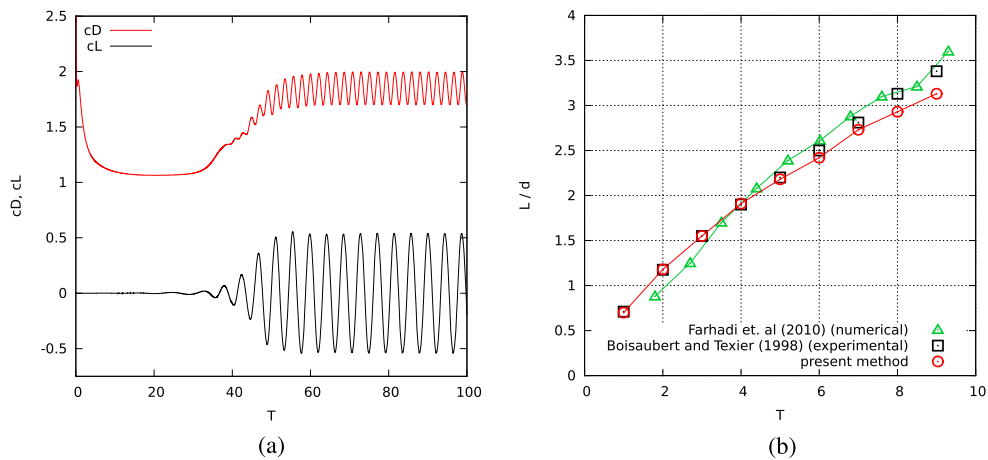 2.5
2
1.5
1
0.5
0
-0.5
cD, cL
cD
cL
0
20
40
60
80
100
T
(a)
4
3.5
3
2.5
2
1.5
1
0.5
0
L / d
Farhadi et. al (2010) (numerical)
Boisaubert and Texier (1998) (experimental)
present method
0
2
4
6
8
10
T
(b)